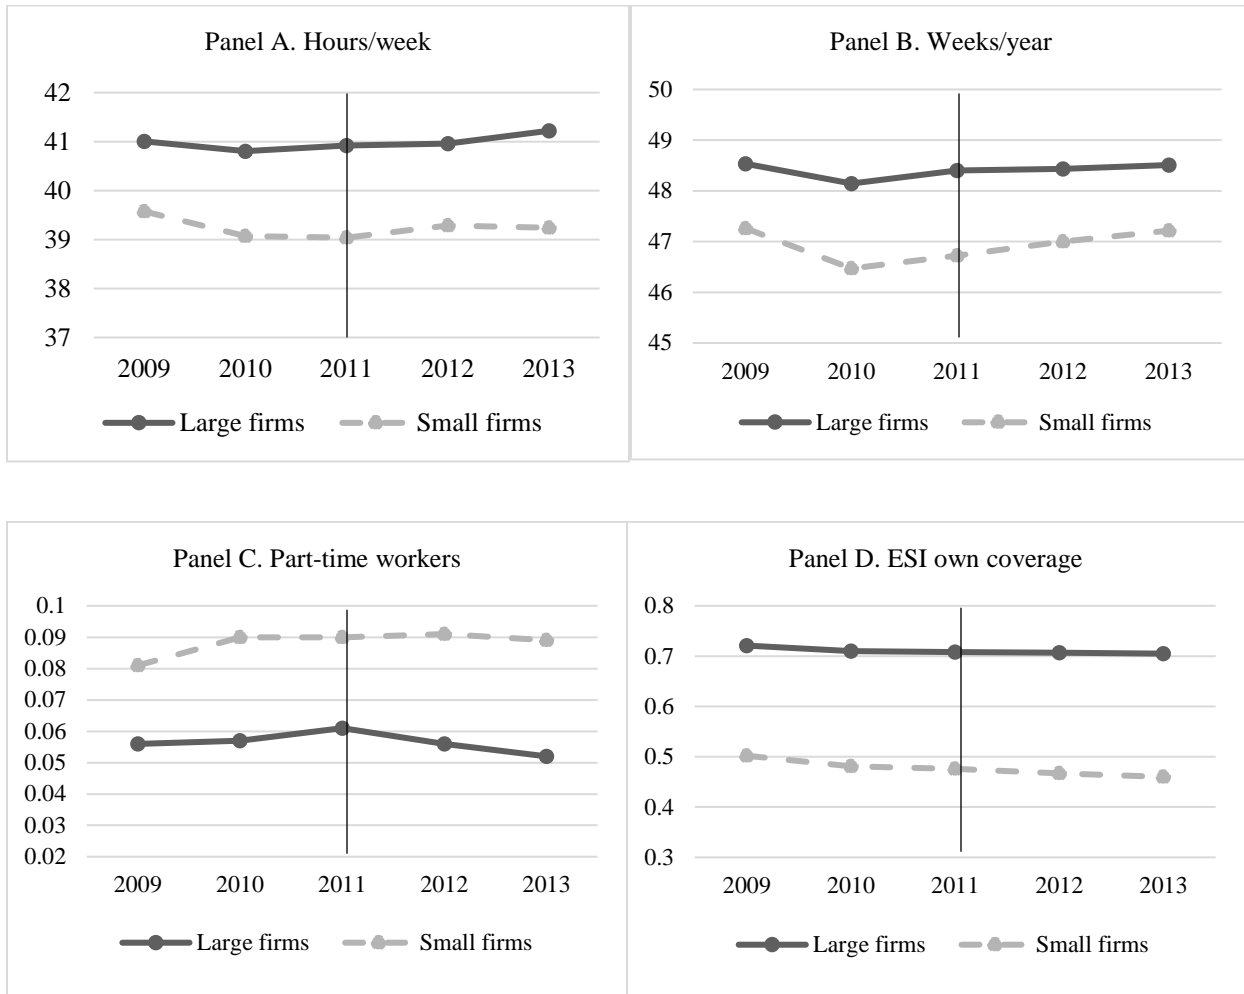 Panel A. Hours/week
42
41
40
39
38
37
2009 2010 2011 2012 2013
Large firms Small firms
Panel B. Weeks/year
50
49
48
47
46
45
2009 2010 2011 2012 2013
Large firms Small firms
Panel C. Part-time workers
0.1
0.09
0.08
0.07
0.06
0.05
0.04
0.03
0.02
2009 2010 2011 2012 2013
Large firms Small firms
Panel D. ESI own coverage
0.8
0.7
0.6
0.5
0.4
0.3
2009 2010 2011 2012 2013
Large firms Small firms